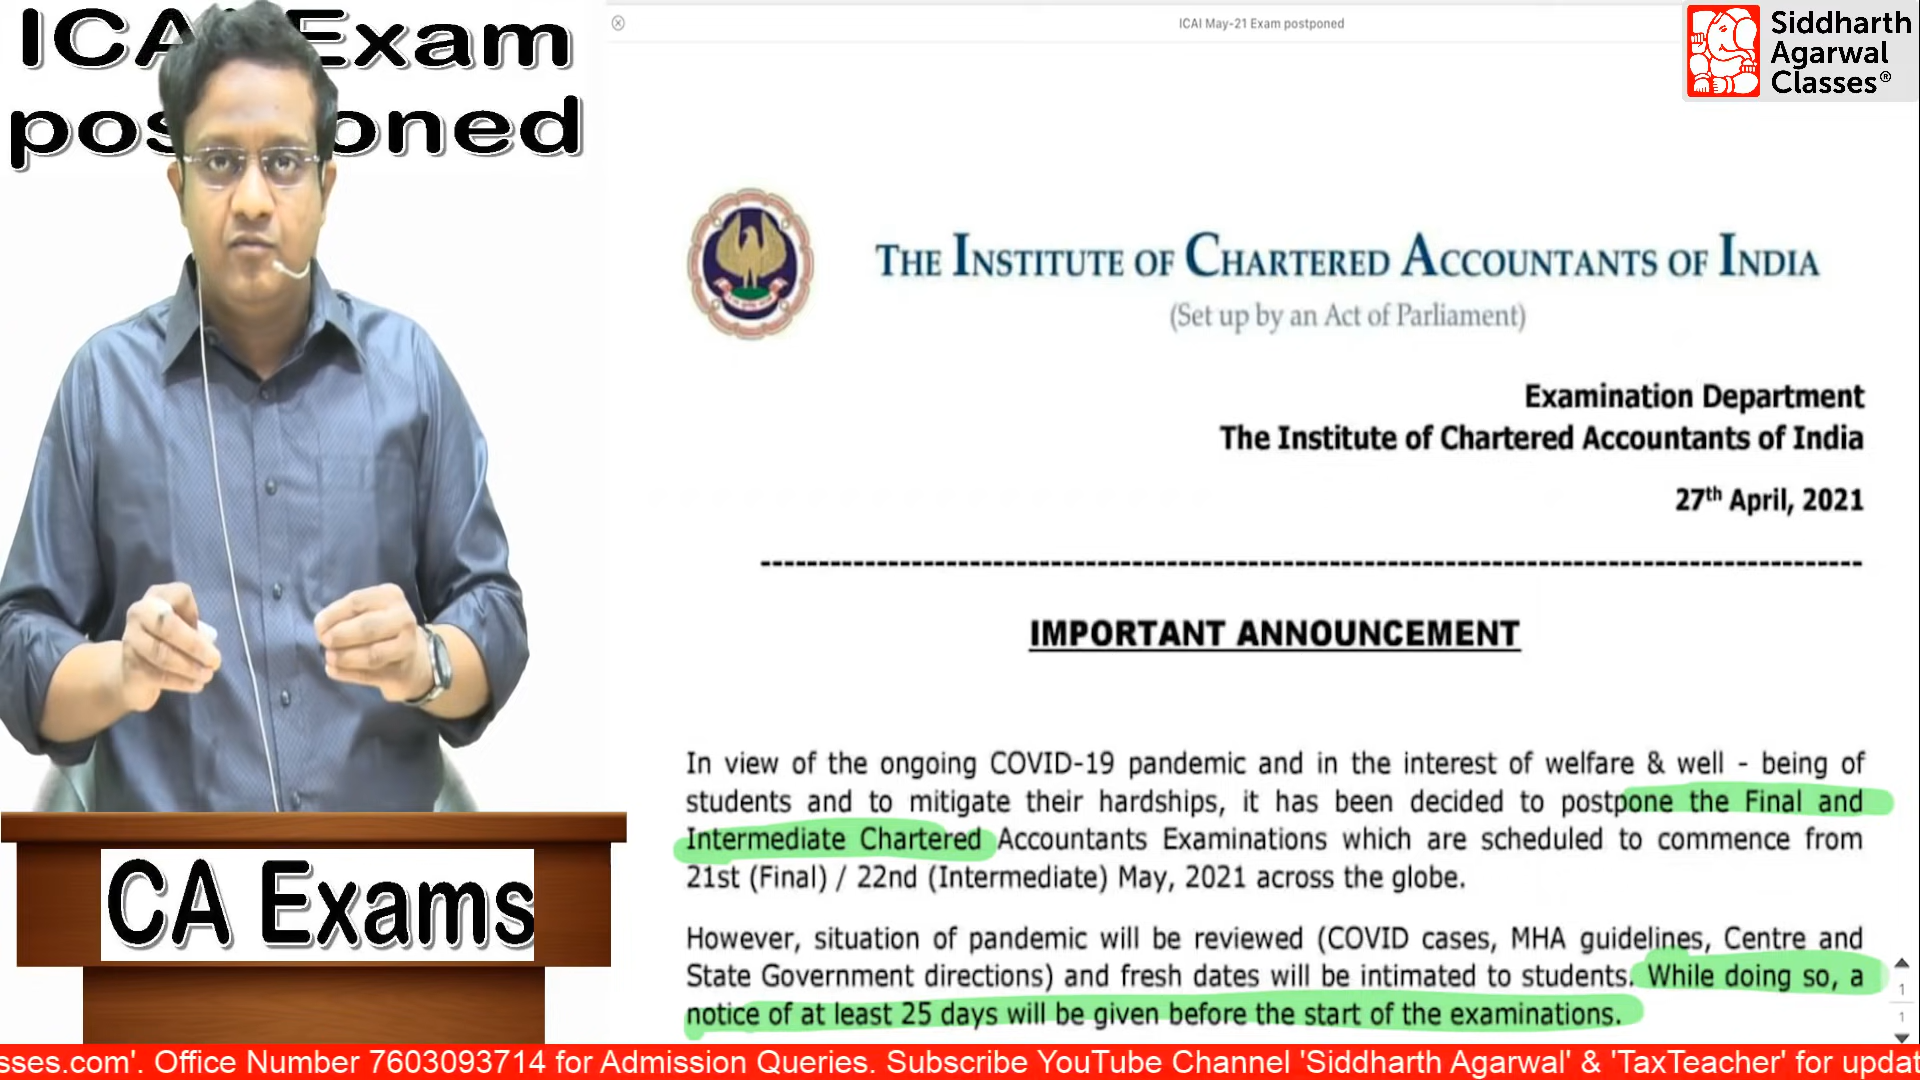 ICAI Exam
postponed
ICAI May-21 Exam postponed
Siddharth
Agarwal
Classes®
THE INSTITUTE OF CHARTERED ACCOUNTANTS OF INDIA
(Set up by an Act of Parliament)
Examination Department
The Institute of Chartered Accountants of India
27th April, 2021
IMPORTANT ANNOUNCEMENT
In view of the ongoing COVID-19 pandemic and in the interest of welfare & well - being of
students and to mitigate their hardships, it has been decided to postpone the Final and
Intermediate Chartered Accountants Examinations which are scheduled to commence from
21st (Final) / 22nd (Intermediate) May, 2021 across the globe.
However, situation of pandemic will be reviewed (COVID cases, MHA guidelines, Centre and
State Government directions) and fresh dates will be intimated to students. While doing so, a
notice of at least 25 days will be given before the start of the examinations.
1
1
CA Exams
sses.com'. Office Number 7603093714 for Admission Queries. Subscribe YouTube Channel 'Siddharth Agarwal' & 'TaxTeacher' for updat